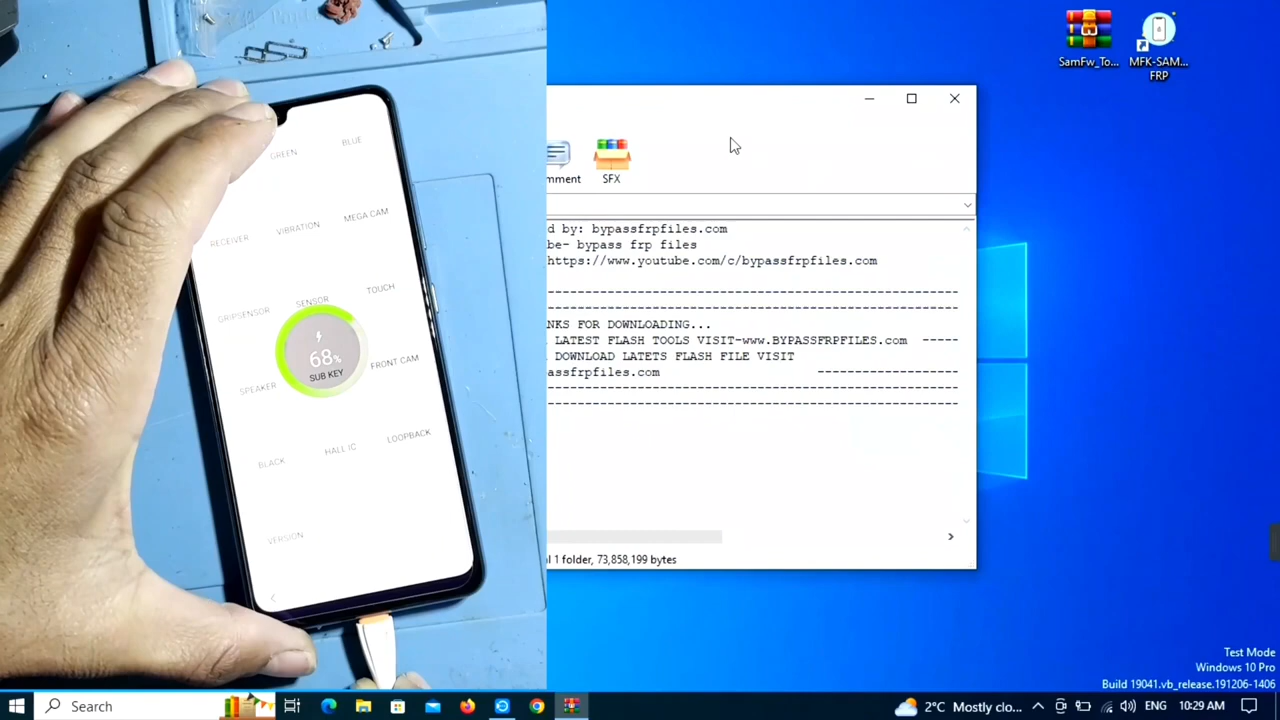 GREEN
BLUE
RECEIVER
VIBRATION
MEGA CAM
GRIPSENSOR
SENSOR
TOUCH
68%
SUB KEY
SPEAKER
FRONT CAM
BLACK
HALL IC
LOOPBACK
VERSION
SamFw_To...
MFK-SAM...
FRP
mment
SFX
d by: bypassfrpfiles.com
be- bypass frp files
https://www.youtube.com/c/bypassfrpfiles.com
------------------------------------------------------
------------------------------------------------------
NKS FOR DOWNLOADING...
LATEST FLASH TOOLS VISIT-www.BYPASSFRPFILES.com -----
DOWNLOAD LATETS FLASH FILE VISIT
assfrpfiles.com ---------------------
------------------------------------------------------
------------------------------------------------------
l 1 folder, 73,858,199 bytes
Test Mode
Windows 10 Pro
Build 19041.vb_release.191206-1406
Search
2°C Mostly clo...
ENG
10:29 AM